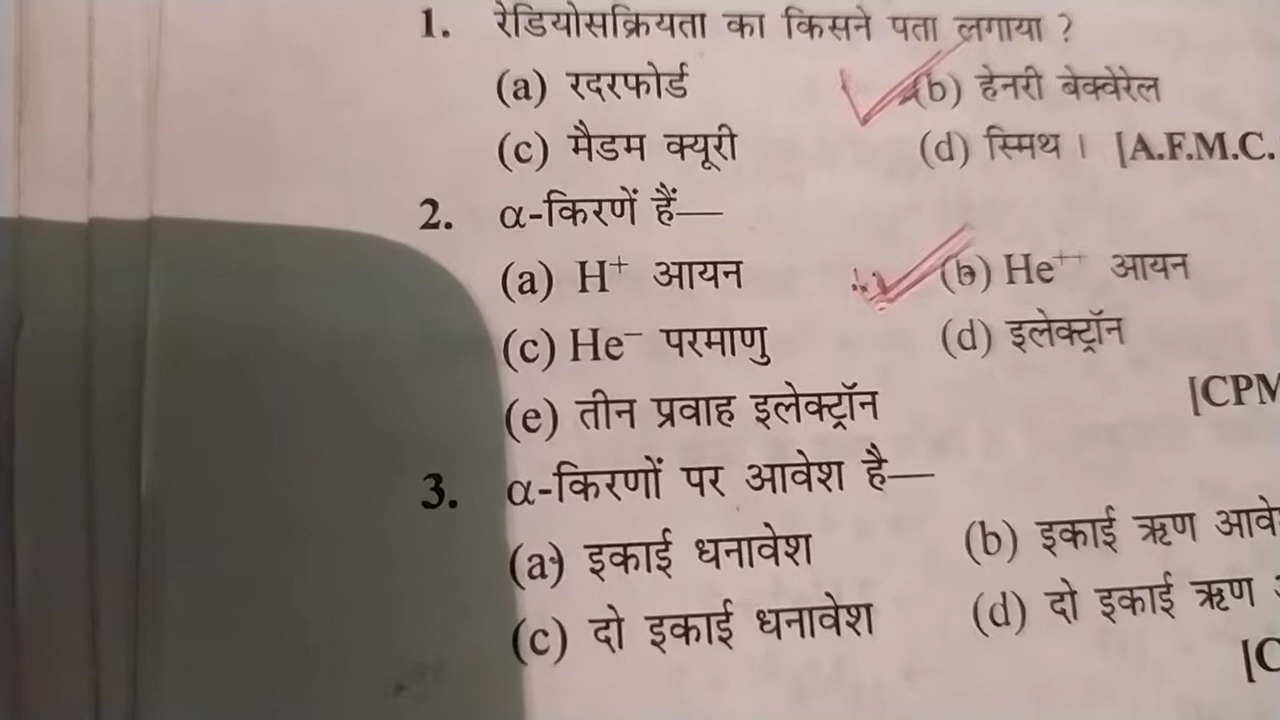 1. रेडियोसक्रियता का किसने पता लगाया ?
(a) रदरफोर्ड (b) हेनरी बेक्वेरेल
(c) मैडम क्यूरी (d) स्मिथ । [A.F.M.C.
2. α-किरणें हैं—
(a) H⁺ आयन (b) He⁺⁺ आयन
(c) He⁻ परमाणु (d) इलेक्ट्रॉन
(e) तीन प्रवाह इलेक्ट्रॉन [CPM
3. α-किरणों पर आवेश है—
(a) इकाई धनावेश (b) इकाई ऋण आवे
(c) दो इकाई धनावेश (d) दो इकाई ऋण
[C